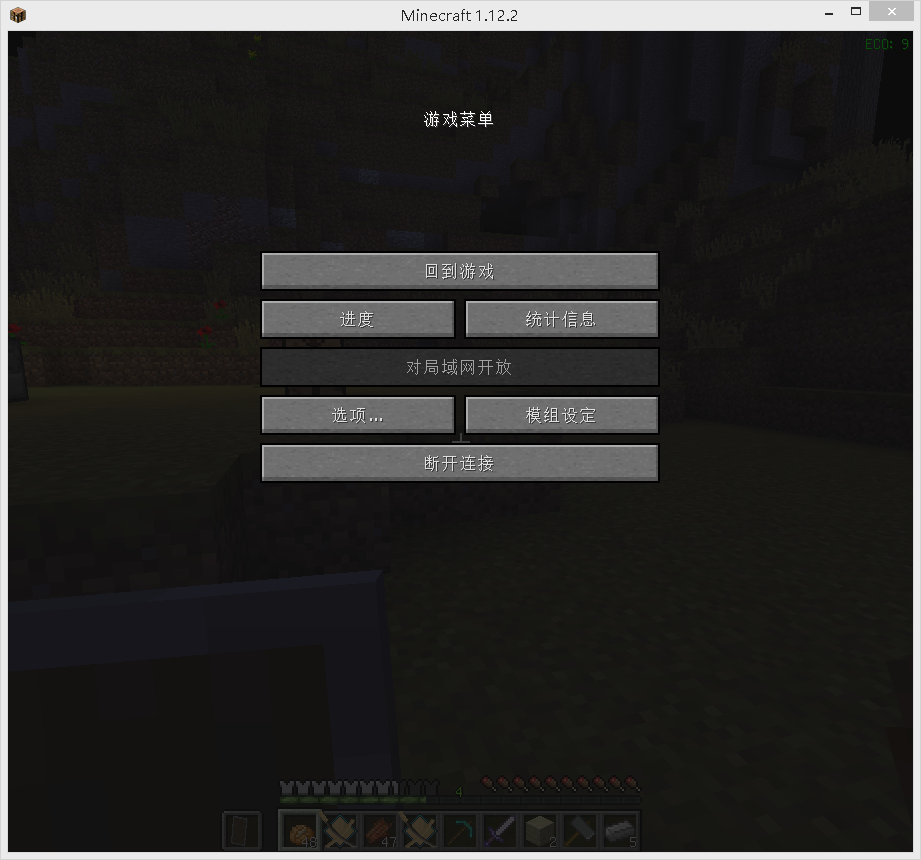 Minecraft 1.12.2
ECO: 9
游戏菜单
回到游戏
进度
统计信息
对局域网开放
选项...
模组设定
断开连接
4
48
47
2
5